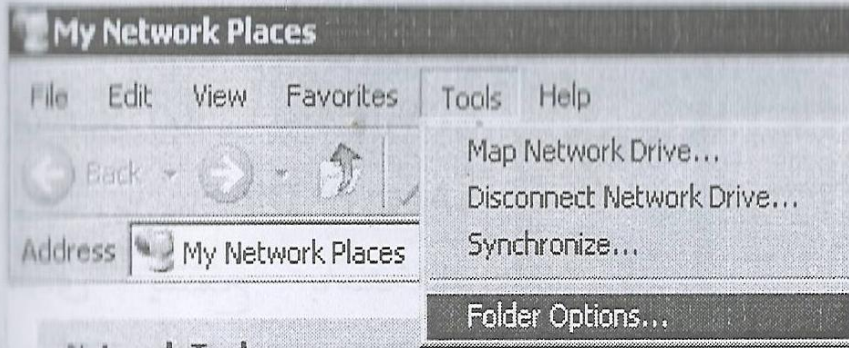 My Network Places
File Edit View Favorites Tools Help
Back
Map Network Drive...
Disconnect Network Drive...
Synchronize...
Folder Options...
Address My Network Places